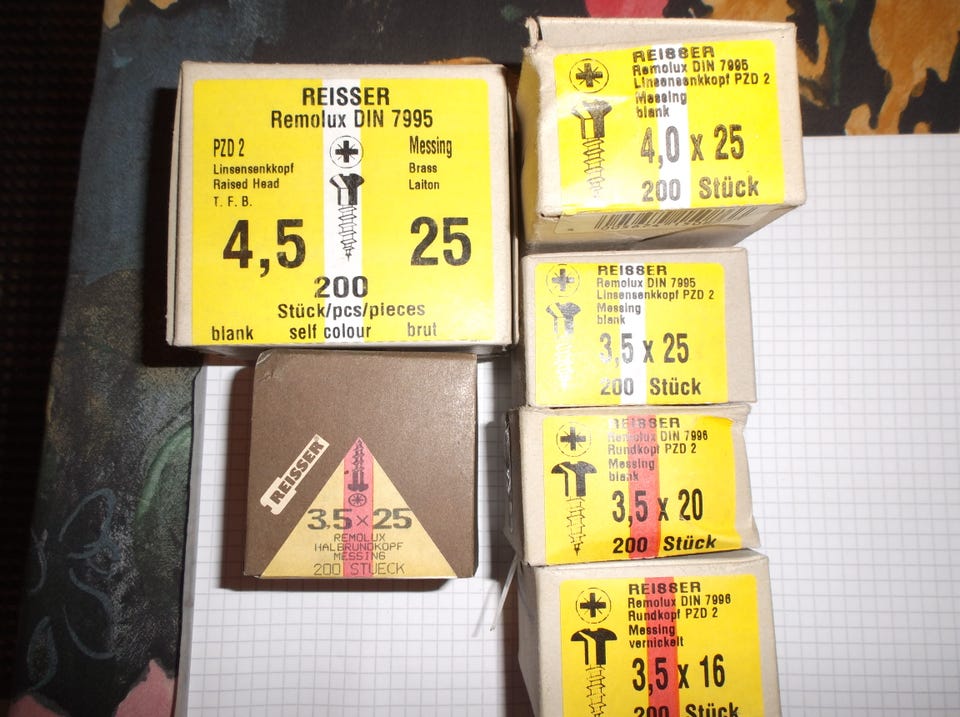 REISSER
Remolux DIN 7995
PZD 2
Linsensenkkopf
Raised Head
T. F. B.
Messing
Brass
Laiton
4,5
25
200
Stück/pcs/pieces
blank self colour brut
REISSER
3,5 x 25
REMOLUX
HALBRUNDKOPF
MESSING
200 STUECK
REISSER
Remolux DIN 7995
Linsensenkkopf PZD 2
Messing
blank
4,0 x 25
200 Stück
REISSER
Remolux DIN 7995
Linsensenkkopf PZD 2
Messing
blank
3,5 x 25
200 Stück
REISSER
Remolux DIN 7996
Rundkopf PZD 2
Messing
blank
3,5 x 20
200 Stück
REISSER
Remolux DIN 7996
Rundkopf PZD 2
Messing
vernickelt
3,5 x 16
200 Stück